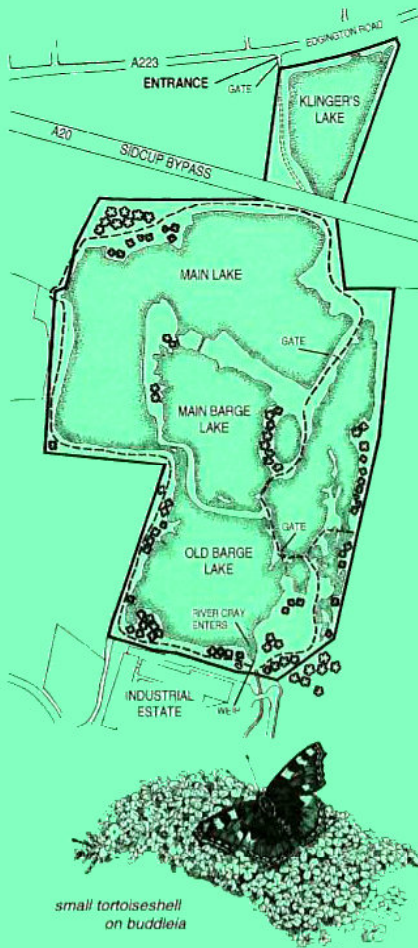 EDGINGTON ROAD
A223
ENTRANCE
GATE
KLINGER'S
LAKE
A20
SIDCUP BYPASS
MAIN LAKE
GATE
MAIN BARGE
LAKE
GATE
OLD BARGE
LAKE
RIVER CRAY
ENTERS
INDUSTRIAL
ESTATE
WEIR
small tortoiseshell
on buddleia